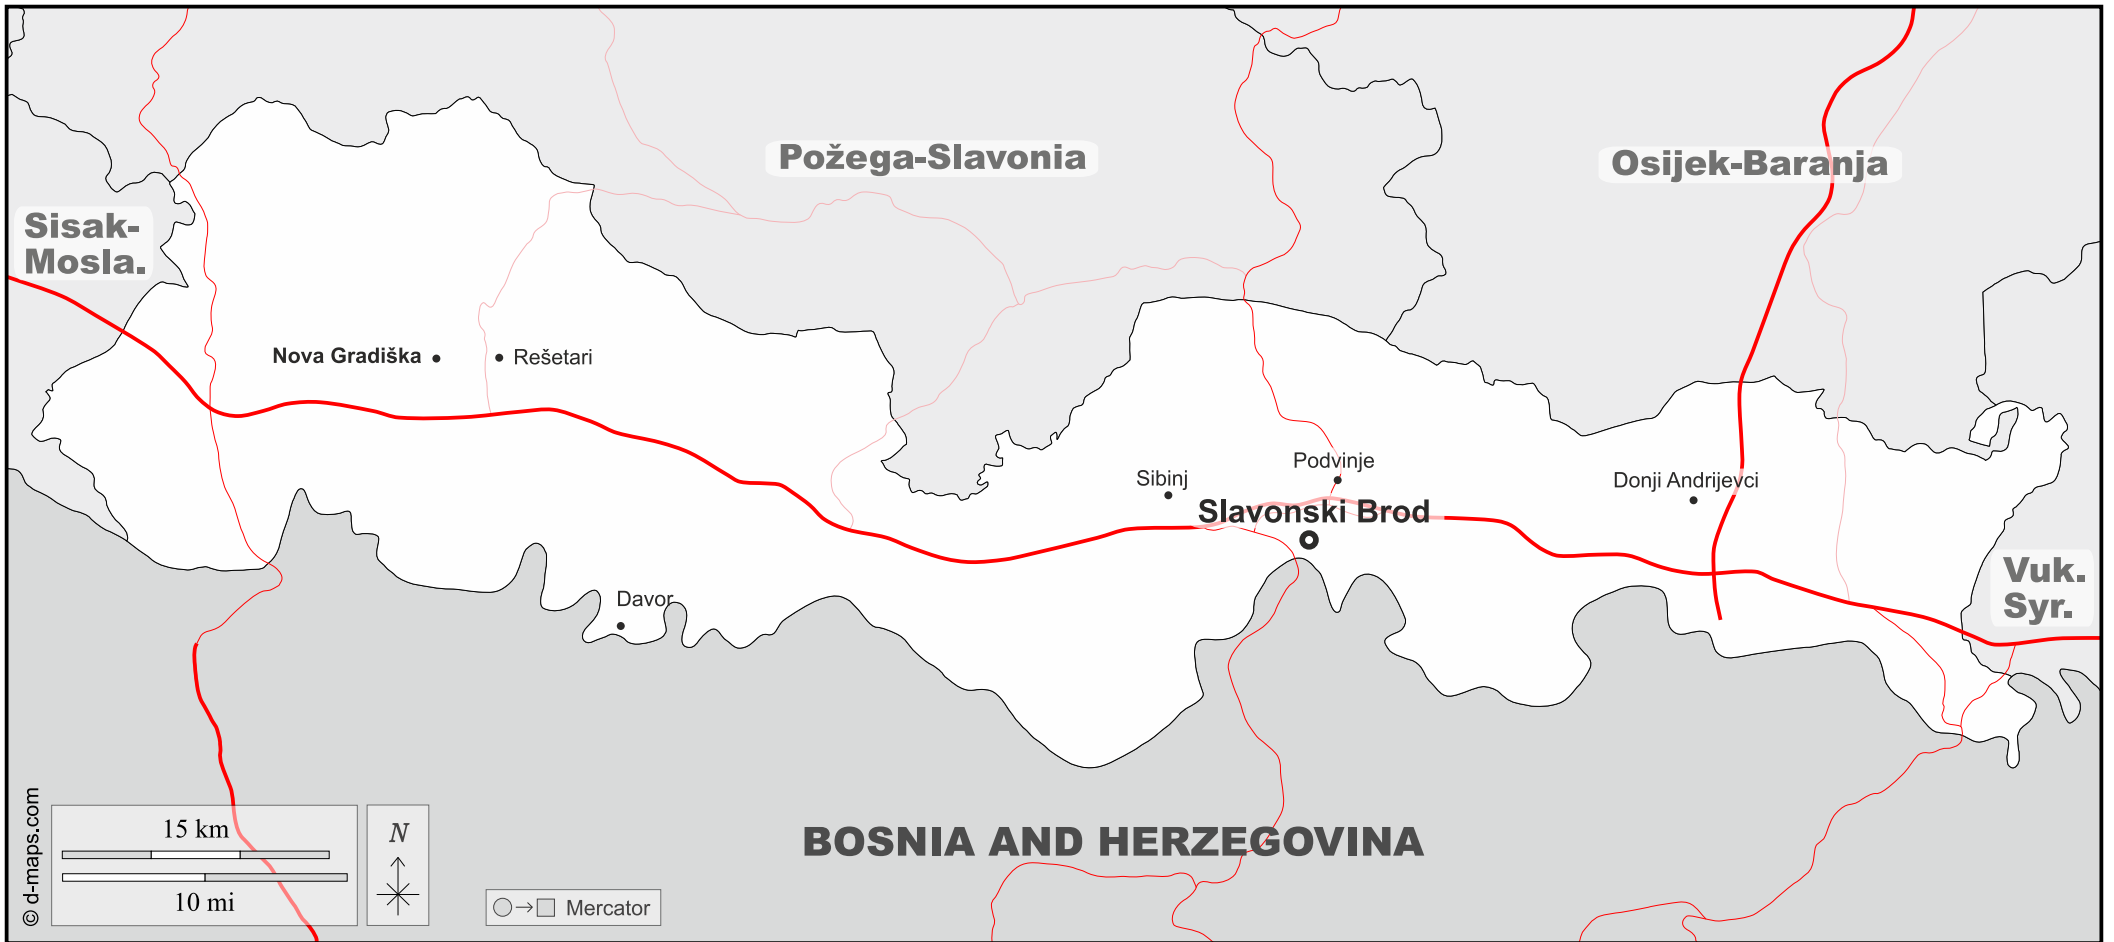 Požega-Slavonia
Osijek-Baranja
Sisak-
Mosla.
Nova Gradiška
Rešetari
Sibinj
Podvinje
Donji Andrijevci
Slavonski Brod
Davor
Vuk.
Syr.
BOSNIA AND HERZEGOVINA
© d-maps.com
15 km
10 mi
N
Mercator